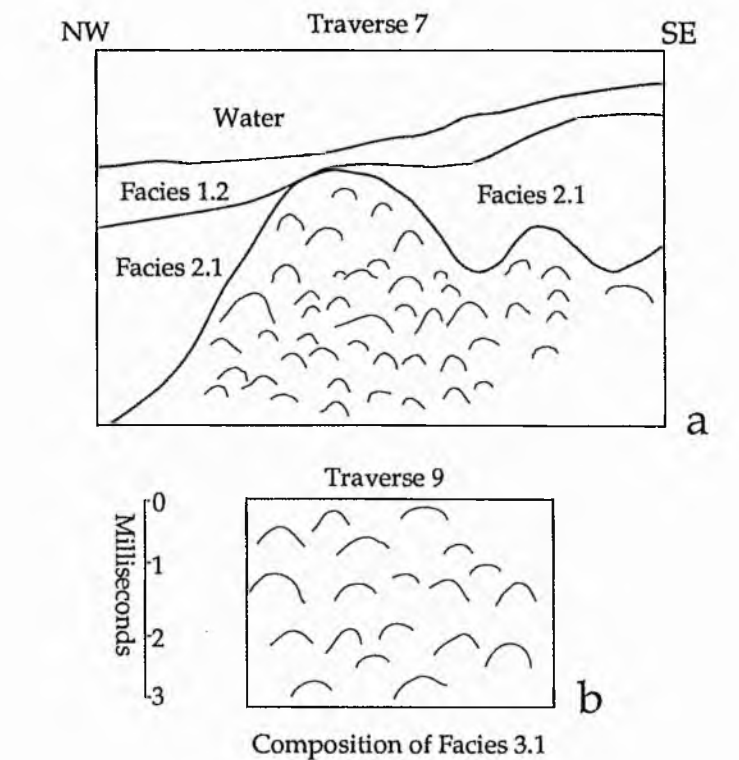 Traverse 7
NW
SE
Water
Facies 1.2
Facies 2.1
Facies 2.1
a
Traverse 9
Milliseconds
0
1
2
3
b
Composition of Facies 3.1